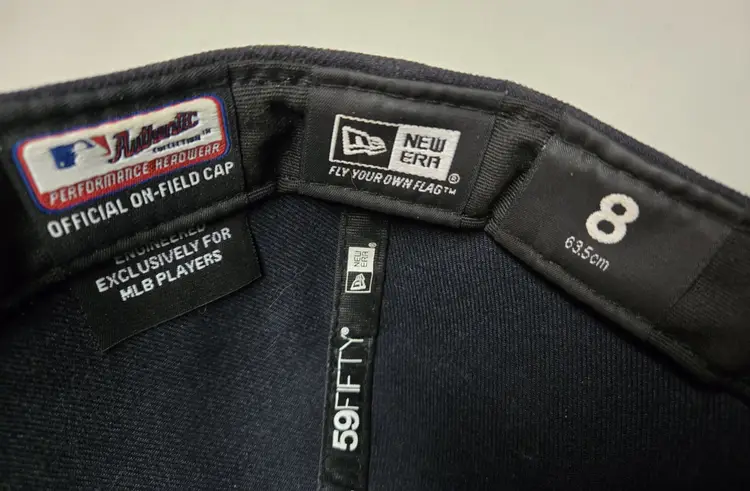 Authentic
COLLECTION™
PERFORMANCE HEADWEAR
OFFICIAL ON-FIELD CAP
ENGINEERED
EXCLUSIVELY FOR
MLB PLAYERS
NEW
ERA
®
FLY YOUR OWN FLAG™
8
63.5cm
NEW
ERA
®
59FIFTY®